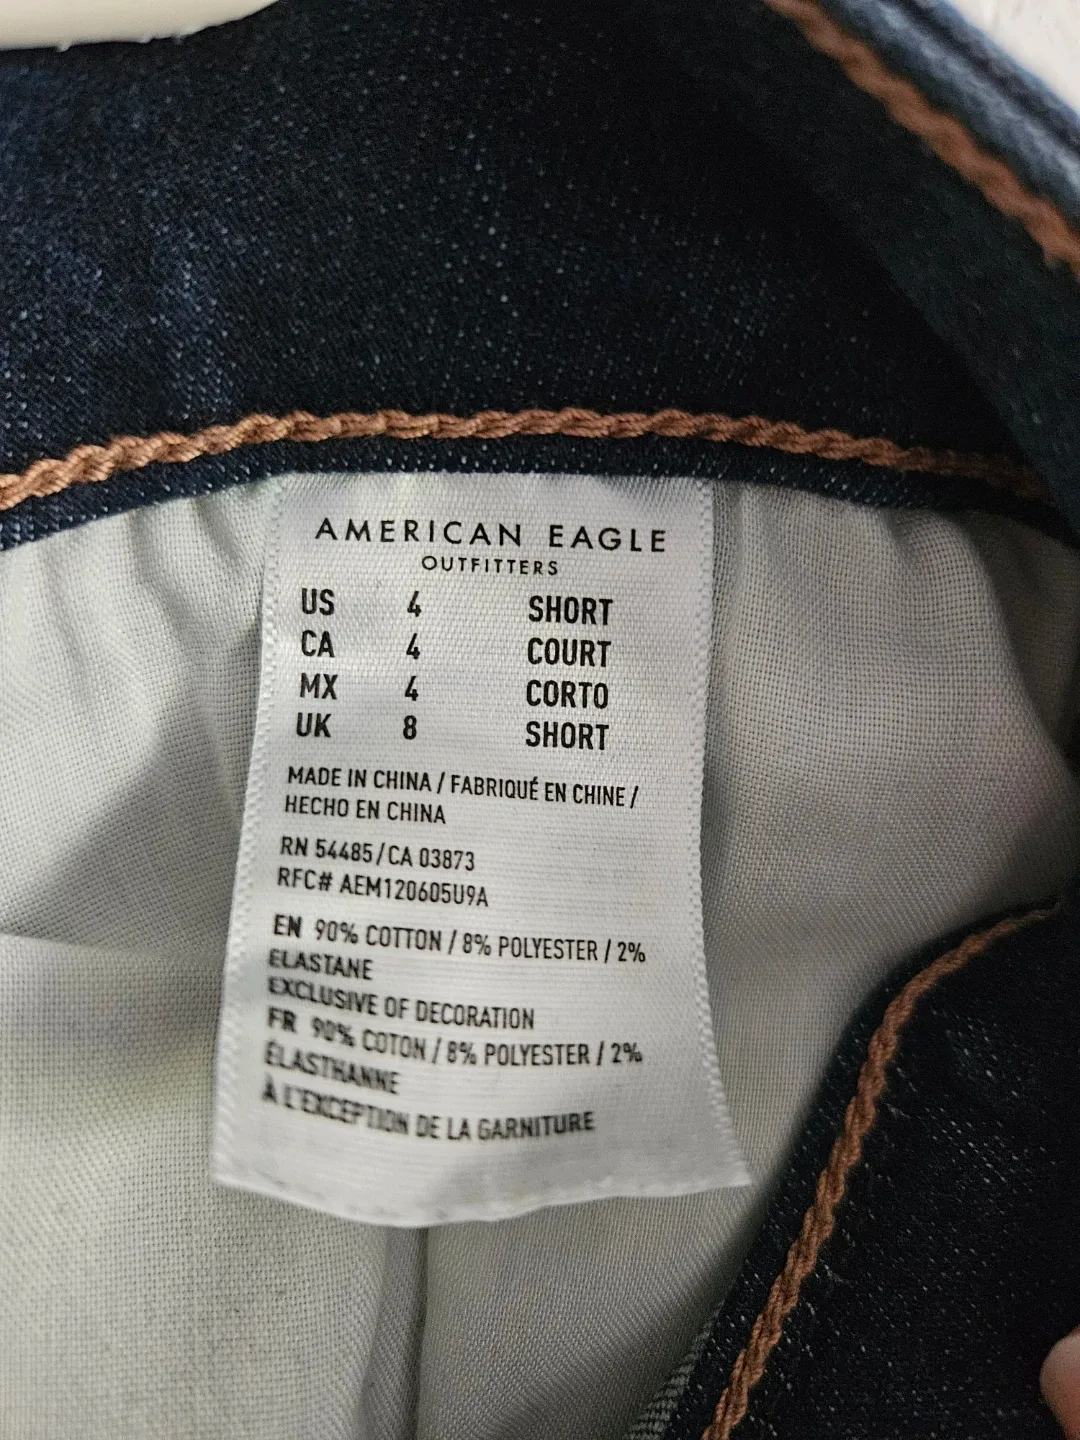 AMERICAN EAGLE
OUTFITTERS
US 4 SHORT
CA 4 COURT
MX 4 CORTO
UK 8 SHORT
MADE IN CHINA / FABRIQUÉ EN CHINE /
HECHO EN CHINA
RN 54485/CA 03873
RFC# AEM120605U9A
EN 90% COTTON / 8% POLYESTER / 2%
ELASTANE
EXCLUSIVE OF DECORATION
FR 90% COTON / 8% POLYESTER / 2%
ÉLASTHANNE
À L'EXCEPTION DE LA GARNITURE